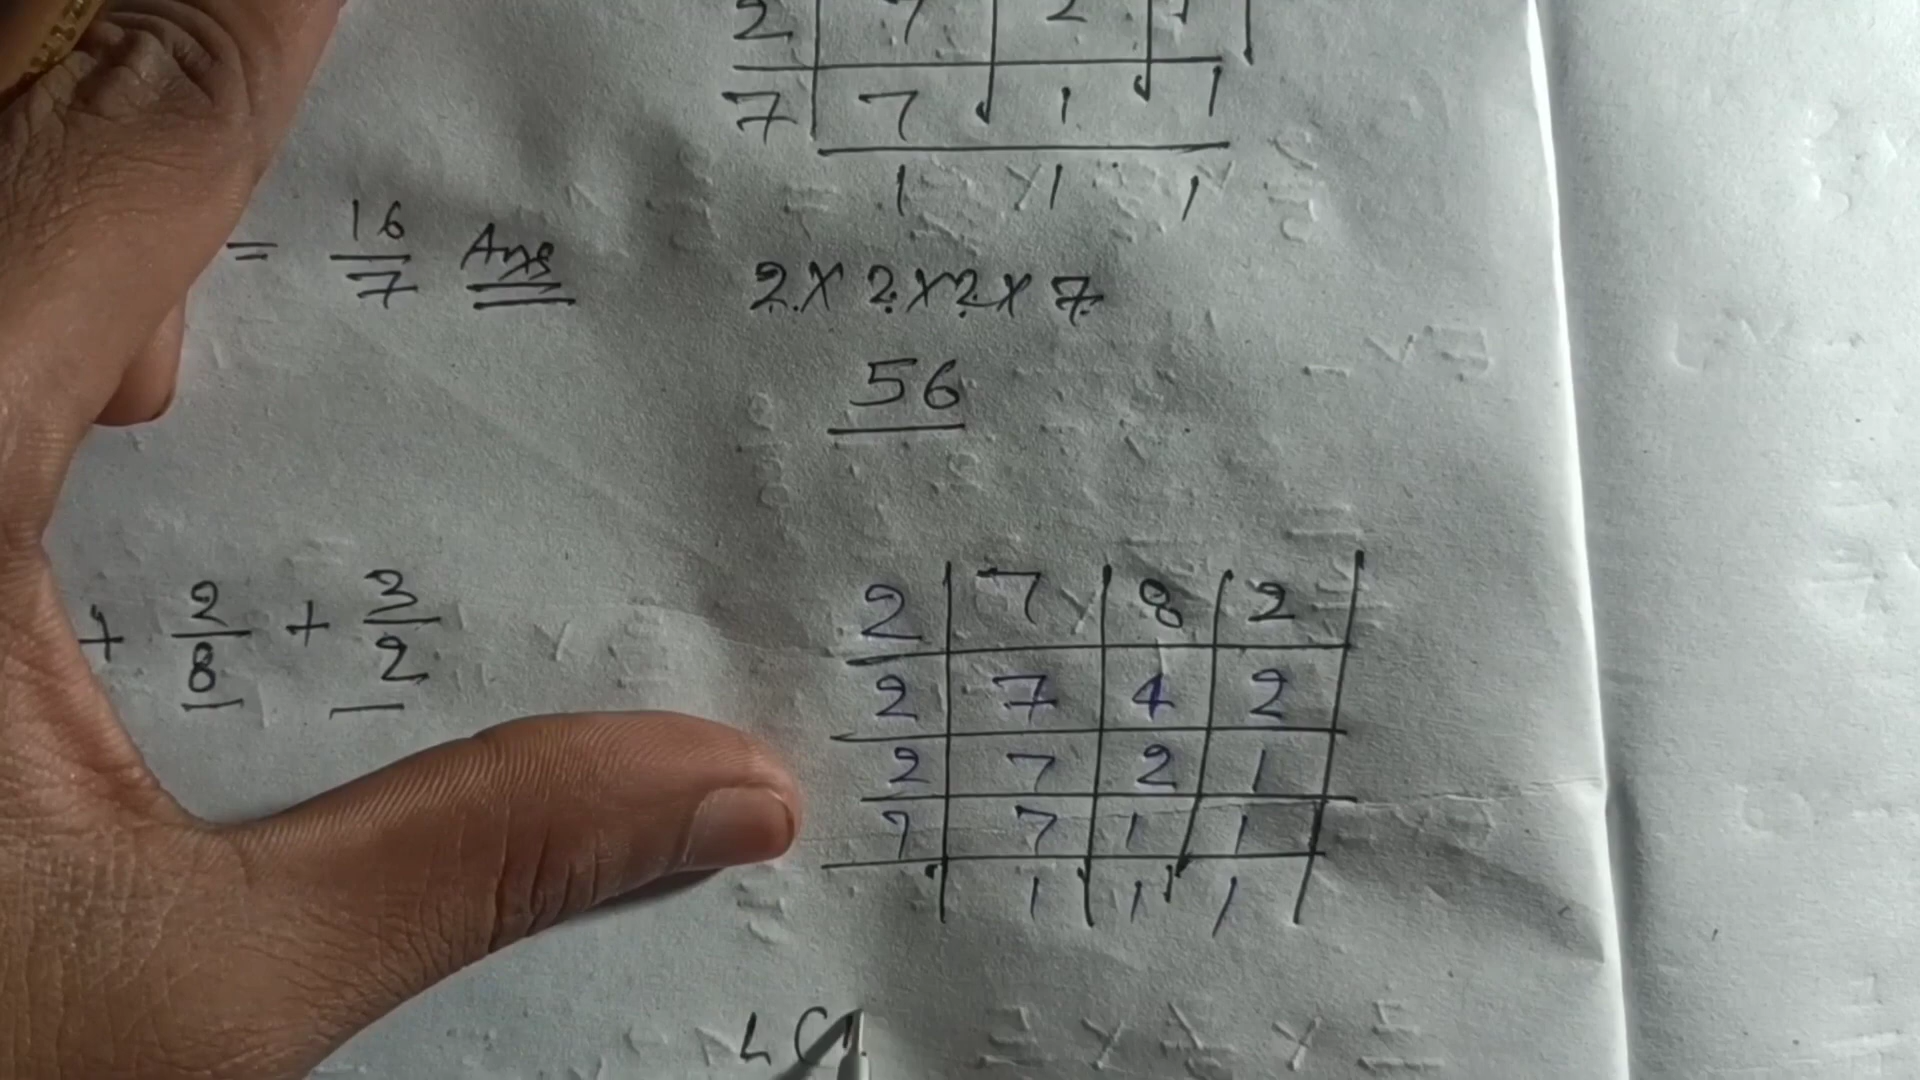 2 7 2 1
7 7 1 1
1 1 1
= 16/7 Ans
2 × 2 × 2 × 7
56
+ 2/8 + 3/2
2 7 8 2
2 7 4 2
2 7 2 1
7 7 1 1
1 1 1
LC